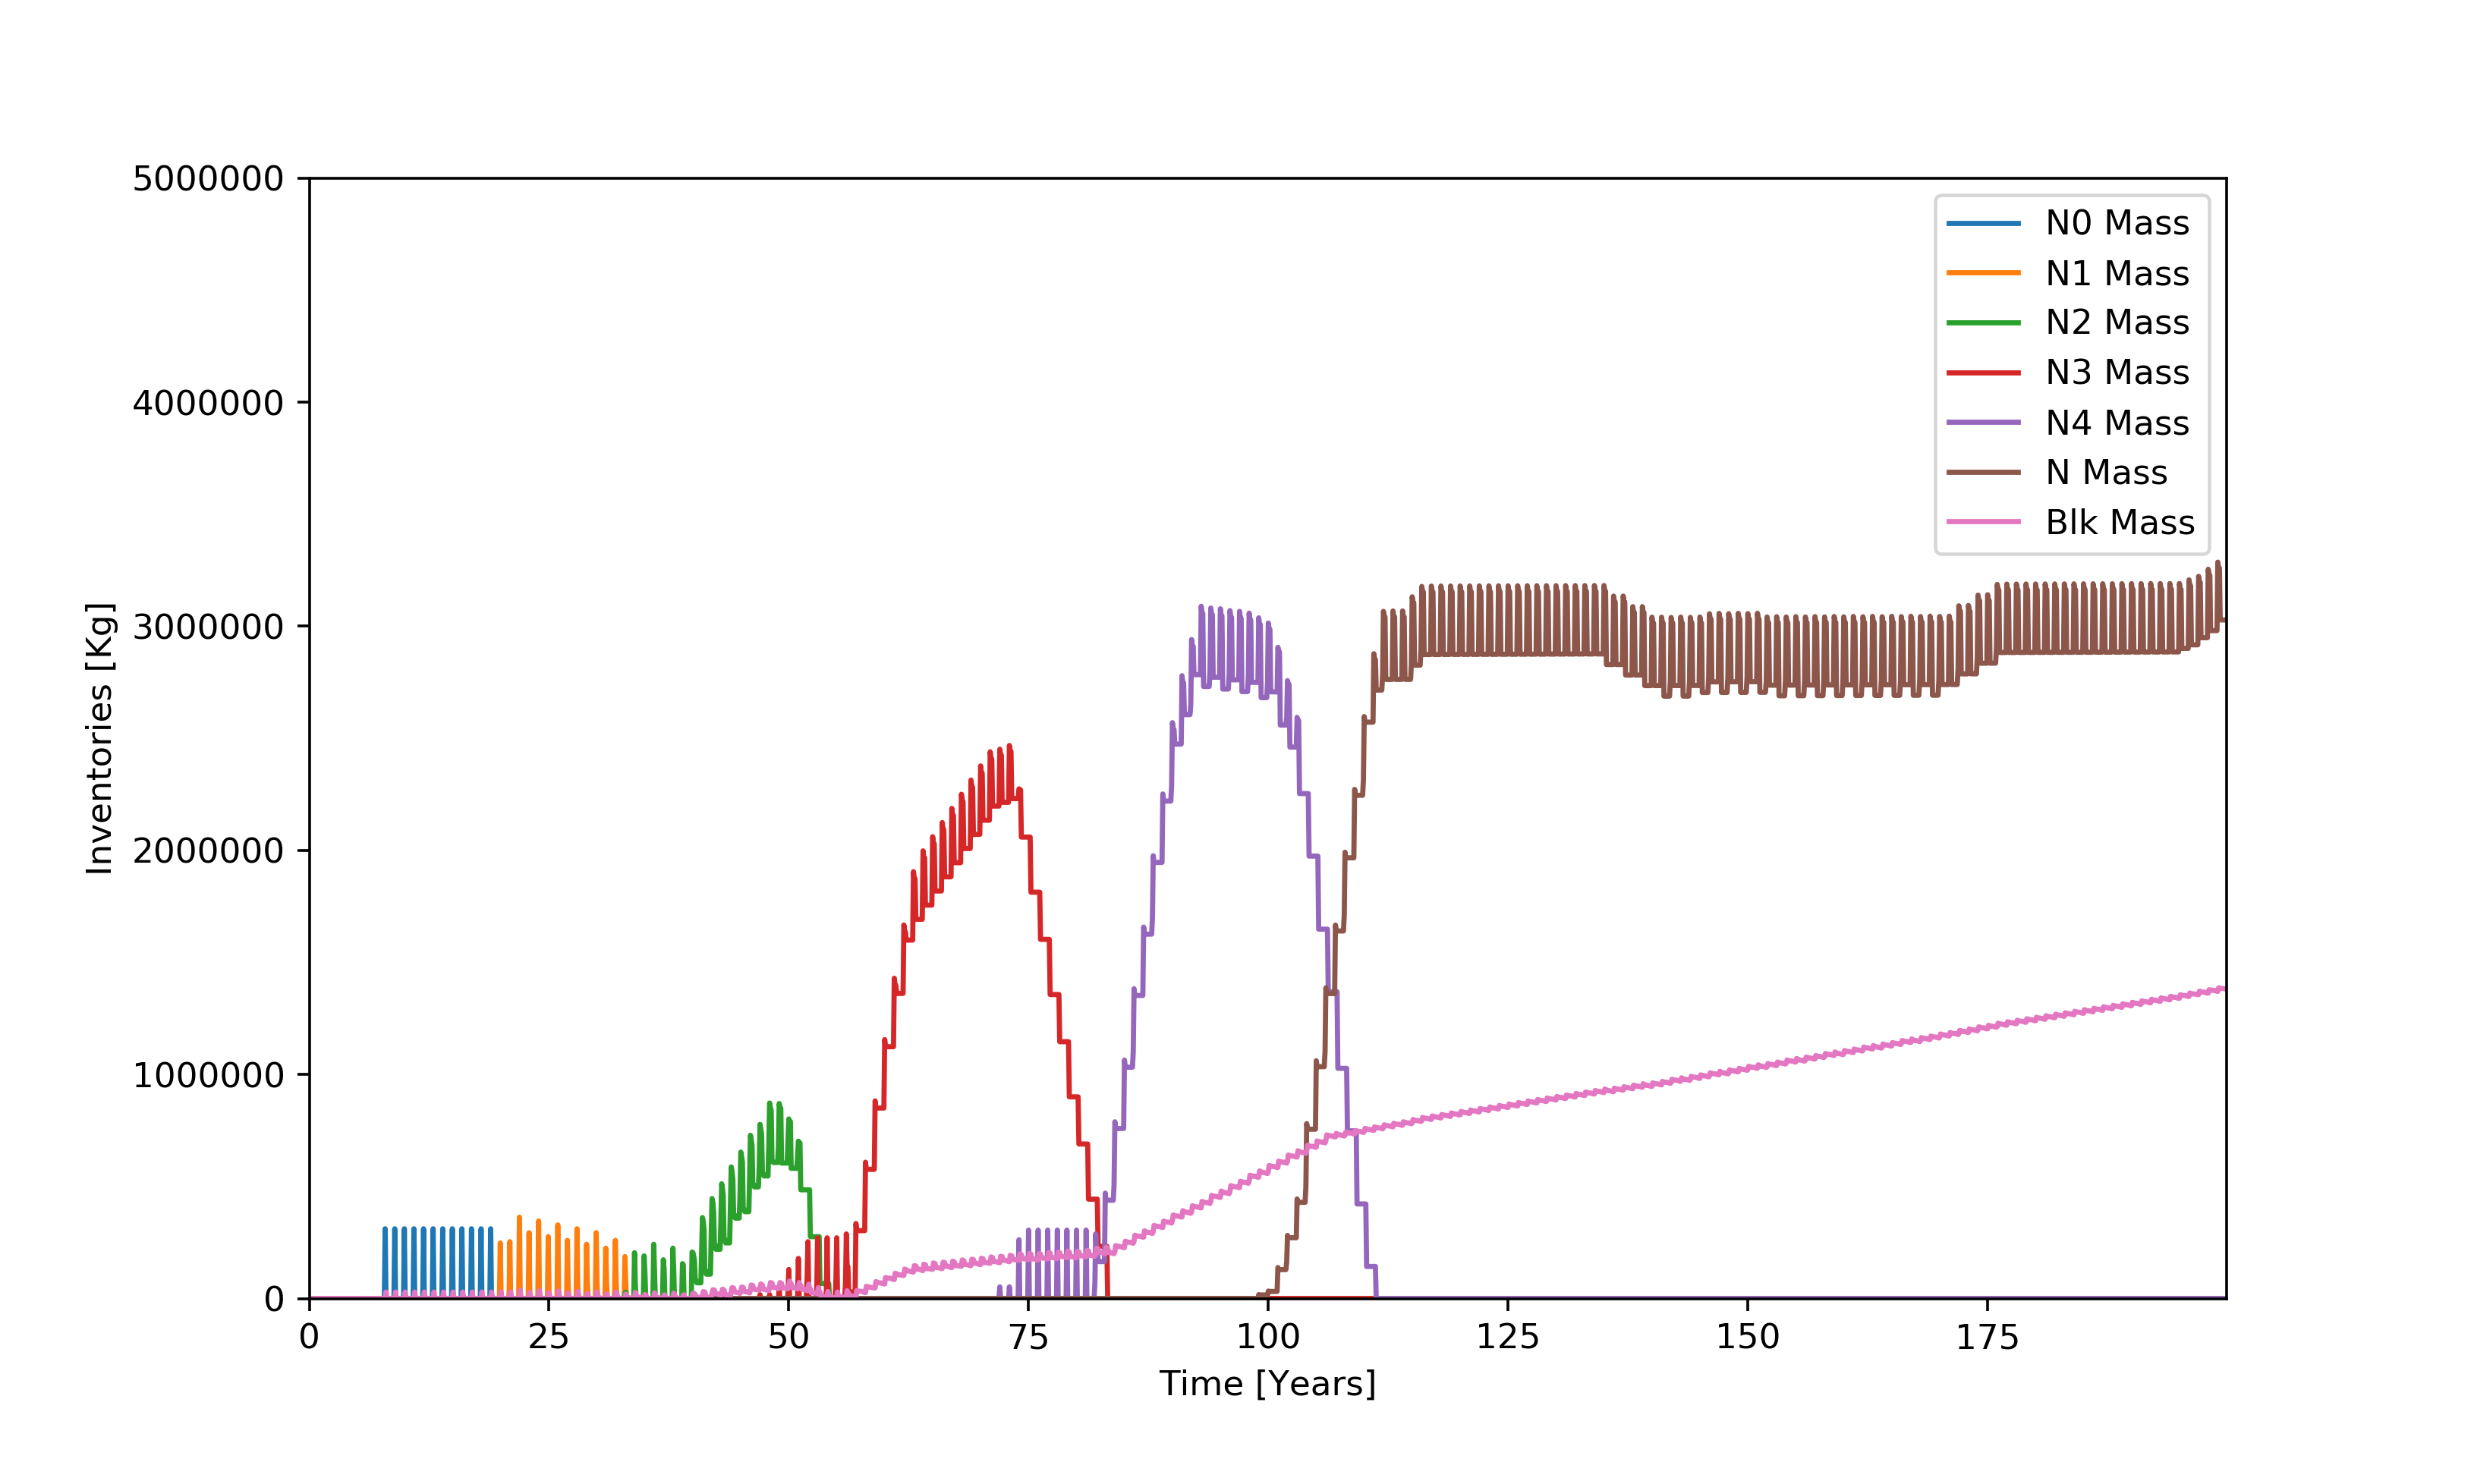 5000000
4000000
3000000
2000000
1000000
0
Inventories [Kg]
0 25 50 75 100 125 150 175
Time [Years]
N0 Mass
N1 Mass
N2 Mass
N3 Mass
N4 Mass
N Mass
Blk Mass